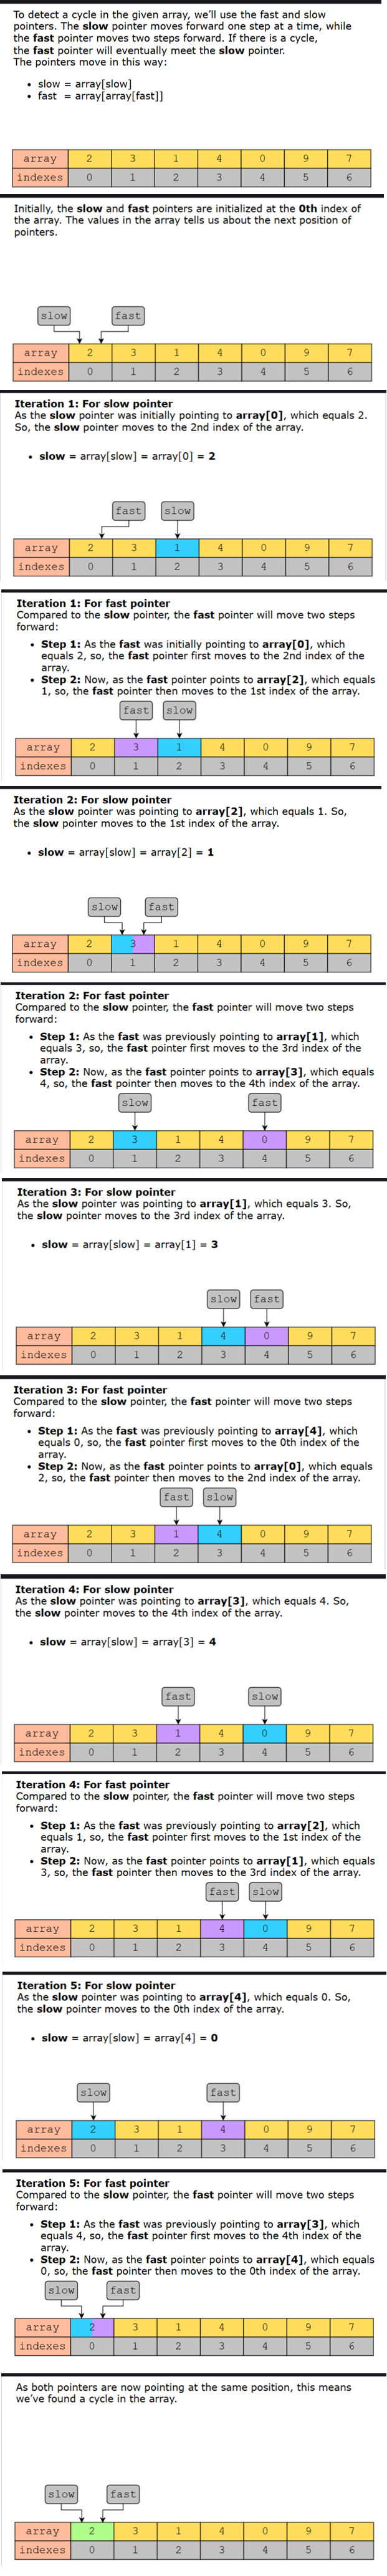 To detect a cycle in the given array, we'll use the fast and slow
pointers. The slow pointer moves forward one step at a time, while
the fast pointer moves two steps forward. If there is a cycle,
the fast pointer will eventually meet the slow pointer.
The pointers move in this way:
• slow = array[slow]
• fast = array[array[fast]]
array 2 3 1 4 0 9 7
indexes 0 1 2 3 4 5 6
Initially, the slow and fast pointers are initialized at the 0th index of
the array. The values in the array tells us about the next position of
pointers.
slow fast
array 2 3 1 4 0 9 7
indexes 0 1 2 3 4 5 6
Iteration 1: For slow pointer
As the slow pointer was initially pointing to array[0], which equals 2.
So, the slow pointer moves to the 2nd index of the array.
• slow = array[slow] = array[0] = 2
fast slow
array 2 3 1 4 0 9 7
indexes 0 1 2 3 4 5 6
Iteration 1: For fast pointer
Compared to the slow pointer, the fast pointer will move two steps
forward:
• Step 1: As the fast was initially pointing to array[0], which
equals 2, so, the fast pointer first moves to the 2nd index of the
array.
• Step 2: Now, as the fast pointer points to array[2], which equals
1, so, the fast pointer then moves to the 1st index of the array.
fast slow
array 2 3 1 4 0 9 7
indexes 0 1 2 3 4 5 6
Iteration 2: For slow pointer
As the slow pointer was pointing to array[2], which equals 1. So,
the slow pointer moves to the 1st index of the array.
• slow = array[slow] = array[2] = 1
slow fast
array 2 3 1 4 0 9 7
indexes 0 1 2 3 4 5 6
Iteration 2: For fast pointer
Compared to the slow pointer, the fast pointer will move two steps
forward:
• Step 1: As the fast was previously pointing to array[1], which
equals 3, so, the fast pointer first moves to the 3rd index of the
array.
• Step 2: Now, as the fast pointer points to array[3], which equals
4, so, the fast pointer then moves to the 4th index of the array.
slow fast
array 2 3 1 4 0 9 7
indexes 0 1 2 3 4 5 6
Iteration 3: For slow pointer
As the slow pointer was pointing to array[1], which equals 3. So,
the slow pointer moves to the 3rd index of the array.
• slow = array[slow] = array[1] = 3
slow fast
array 2 3 1 4 0 9 7
indexes 0 1 2 3 4 5 6
Iteration 3: For fast pointer
Compared to the slow pointer, the fast pointer will move two steps
forward:
• Step 1: As the fast was previously pointing to array[4], which
equals 0, so, the fast pointer first moves to the 0th index of the
array.
• Step 2: Now, as the fast pointer points to array[0], which equals
2, so, the fast pointer then moves to the 2nd index of the array.
fast slow
array 2 3 1 4 0 9 7
indexes 0 1 2 3 4 5 6
Iteration 4: For slow pointer
As the slow pointer was pointing to array[3], which equals 4. So,
the slow pointer moves to the 4th index of the array.
• slow = array[slow] = array[3] = 4
fast slow
array 2 3 1 4 0 9 7
indexes 0 1 2 3 4 5 6
Iteration 4: For fast pointer
Compared to the slow pointer, the fast pointer will move two steps
forward:
• Step 1: As the fast was previously pointing to array[2], which
equals 1, so, the fast pointer first moves to the 1st index of the
array.
• Step 2: Now, as the fast pointer points to array[1], which equals
3, so, the fast pointer then moves to the 3rd index of the array.
fast slow
array 2 3 1 4 0 9 7
indexes 0 1 2 3 4 5 6
Iteration 5: For slow pointer
As the slow pointer was pointing to array[4], which equals 0. So,
the slow pointer moves to the 0th index of the array.
• slow = array[slow] = array[4] = 0
slow fast
array 2 3 1 4 0 9 7
indexes 0 1 2 3 4 5 6
Iteration 5: For fast pointer
Compared to the slow pointer, the fast pointer will move two steps
forward:
• Step 1: As the fast was previously pointing to array[3], which
equals 4, so, the fast pointer first moves to the 4th index of the
array.
• Step 2: Now, as the fast pointer points to array[4], which equals
0, so, the fast pointer then moves to the 0th index of the array.
slow fast
array 2 3 1 4 0 9 7
indexes 0 1 2 3 4 5 6
As both pointers are now pointing at the same position, this means
we've found a cycle in the array.
slow fast
array 2 3 1 4 0 9 7
indexes 0 1 2 3 4 5 6